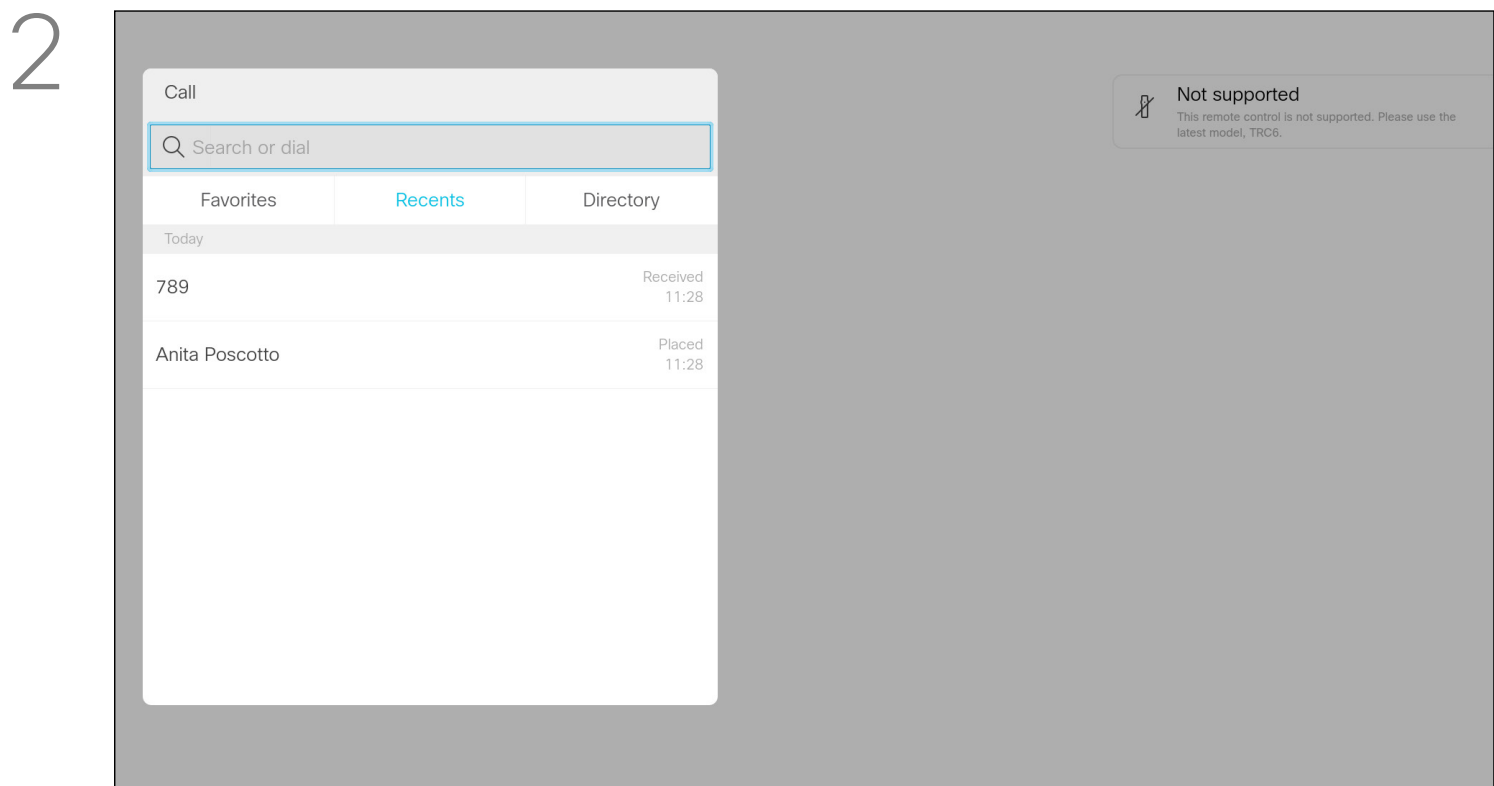 2
Call
Search or dial
Favorites Recents Directory
Today
789
Received
11:28
Anita Poscotto
Placed
11:28
Not supported
This remote control is not supported. Please use the
latest model, TRC6.